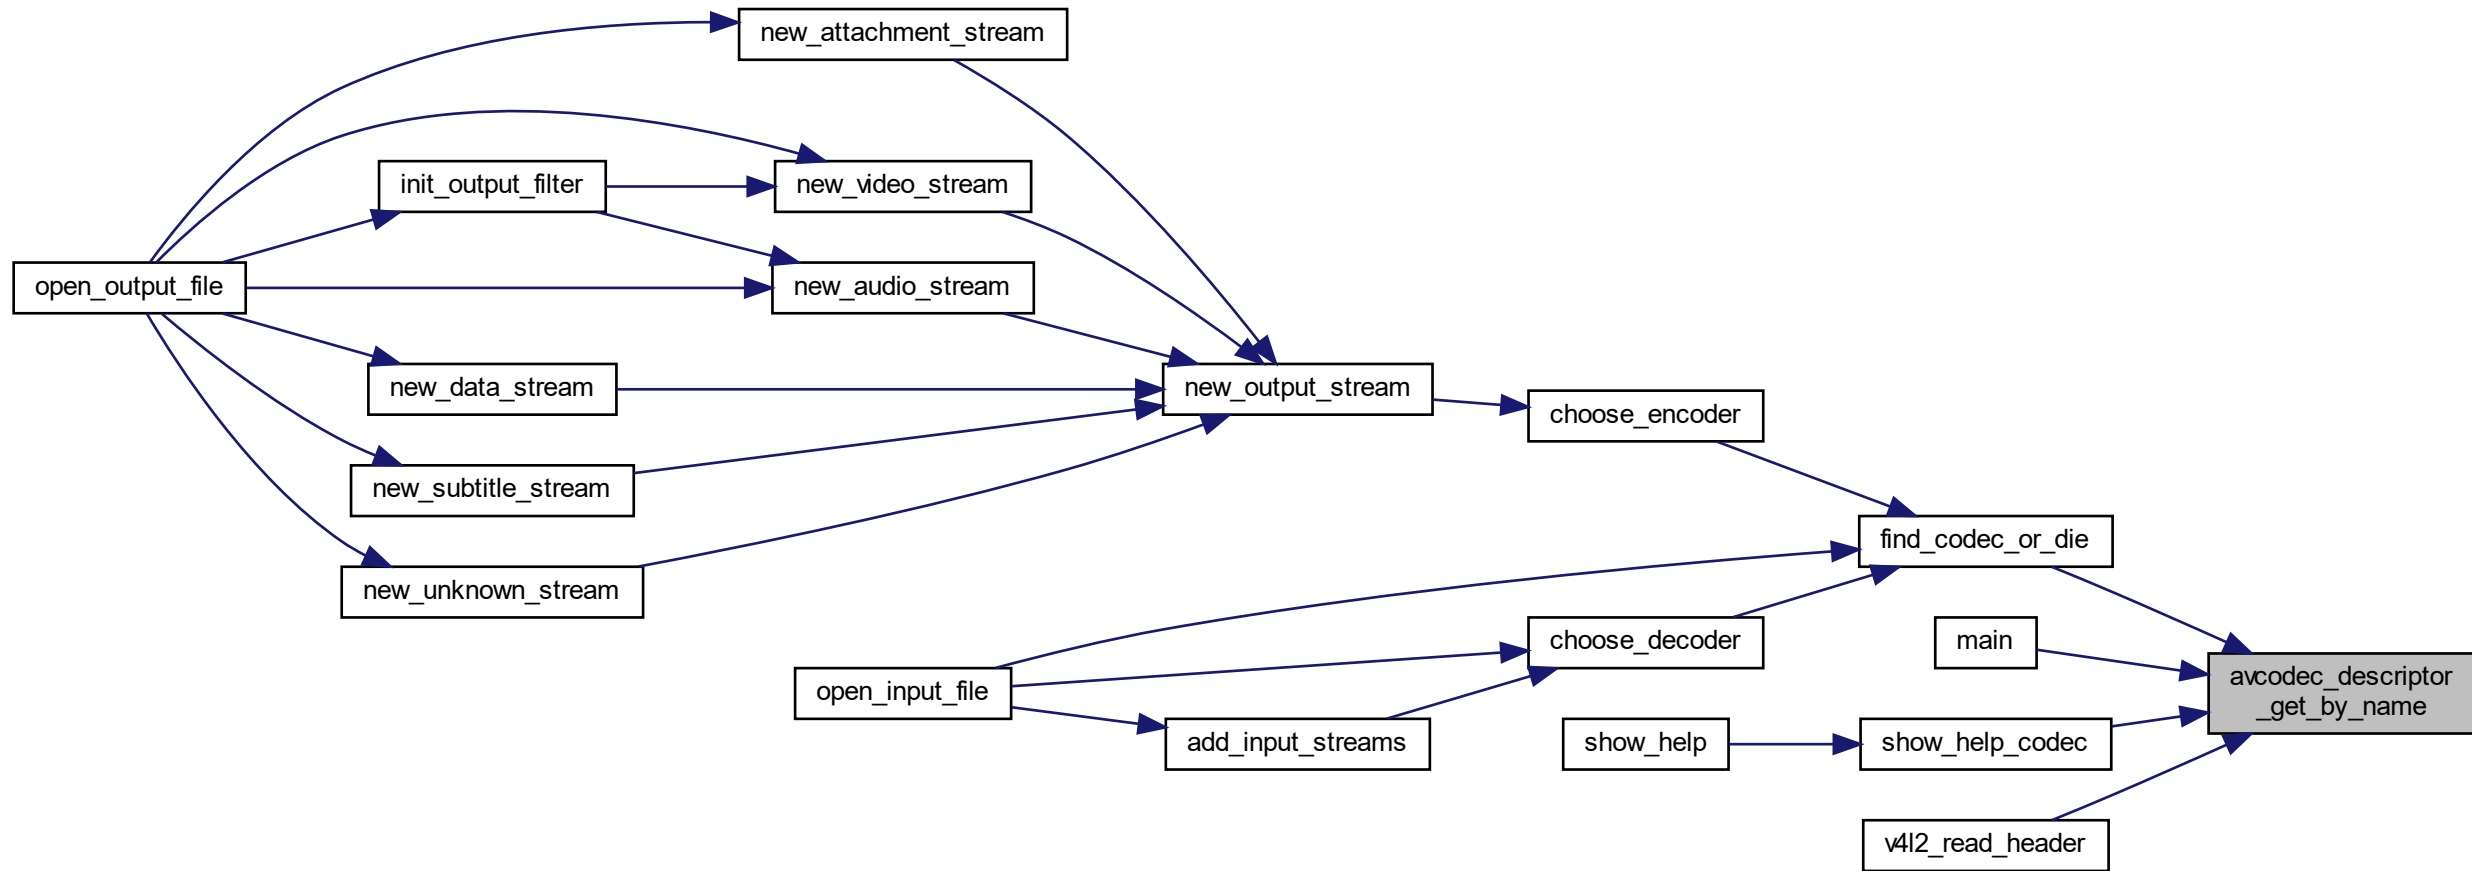 new_attachment_stream
init_output_filter
new_video_stream
open_output_file
new_audio_stream
new_data_stream
new_output_stream
choose_encoder
new_subtitle_stream
find_codec_or_die
new_unknown_stream
choose_decoder
main
open_input_file
avcodec_descriptor
_get_by_name
add_input_streams
show_help
show_help_codec
v4l2_read_header